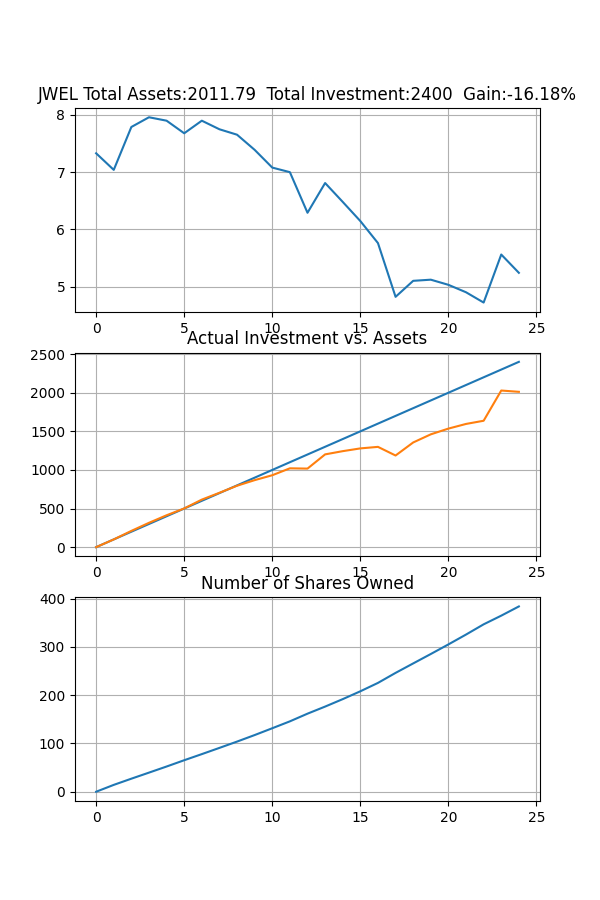 JWEL Total Assets:2011.79  Total Investment:2400  Gain:-16.18%
8
7
6
5
0 5 10 15 20 25
Actual Investment vs. Assets
2500
2000
1500
1000
500
0
0 5 10 15 20 25
Number of Shares Owned
400
300
200
100
0
0 5 10 15 20 25